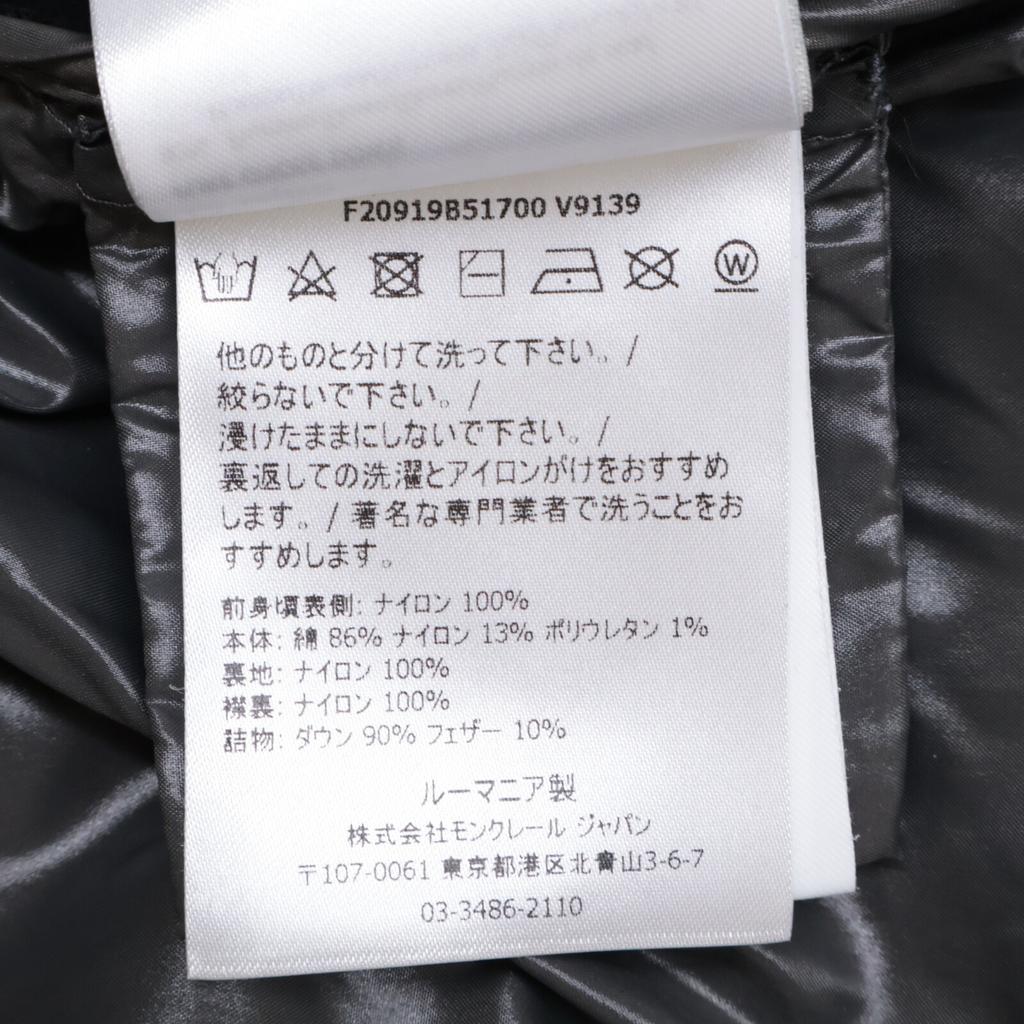 F20919B51700 V9139
W
他のものと分けて洗って下さい。/
絞らないで下さい。/
浸けたままにしないで下さい。/
裏返しての洗濯とアイロンがけをおすすめ
します。/ 著名な専門業者で洗うことをお
すすめします。
前身頃表側: ナイロン 100%
本体: 綿 86% ナイロン 13% ポリウレタン 1%
裏地: ナイロン 100%
襟裏: ナイロン 100%
詰物: ダウン 90% フェザー 10%
ルーマニア製
株式会社モンクレール ジャパン
〒107-0061 東京都港区北青山3-6-7
03-3486-2110